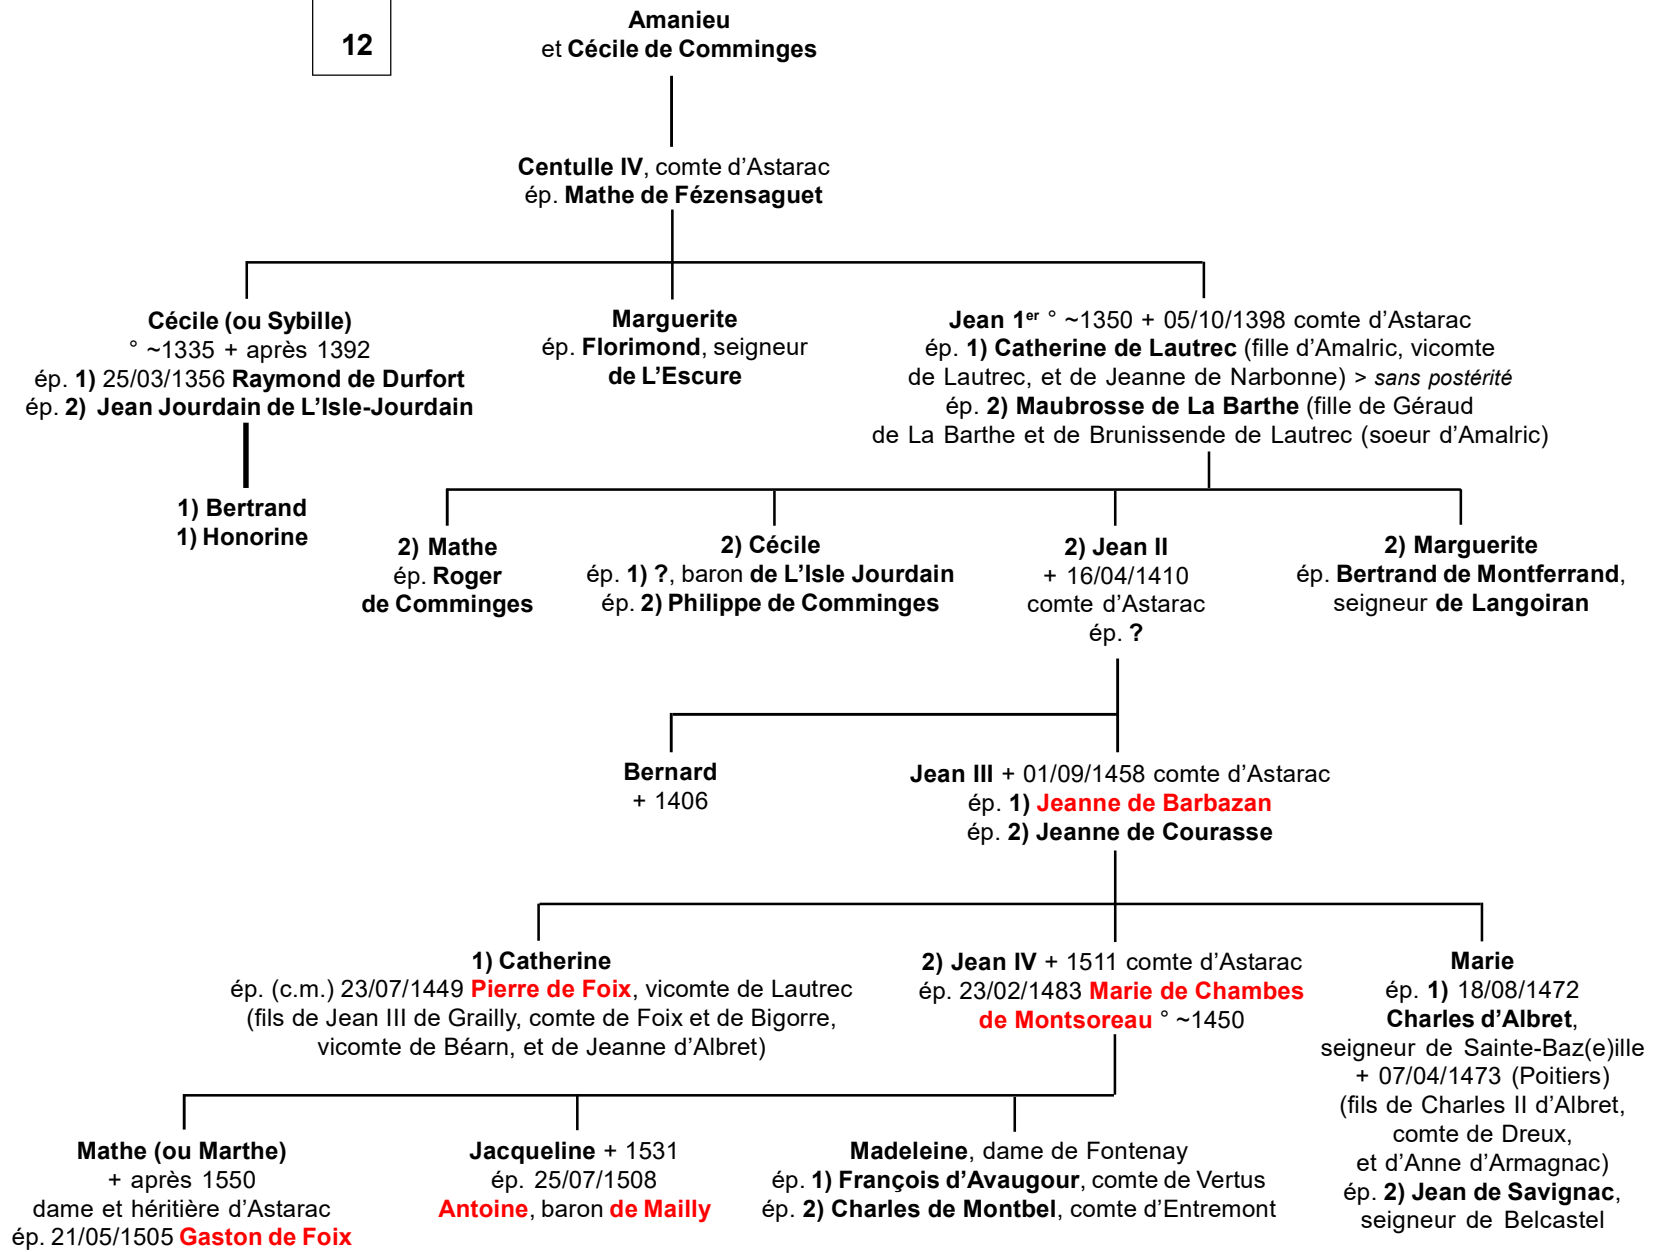 12
Amanieu
et Cécile de Comminges
Centulle IV, comte d’Astarac
ép. Mathe de Fézensaguet
Cécile (ou Sybille)
° ~1335 + après 1392
ép. 1) 25/03/1356 Raymond de Durfort
ép. 2) Jean Jourdain de L’Isle-Jourdain
Marguerite
ép. Florimond, seigneur
de L’Escure
Jean 1er ° ~1350 + 05/10/1398 comte d’Astarac
ép. 1) Catherine de Lautrec (fille d’Amalric, vicomte
de Lautrec, et de Jeanne de Narbonne) > sans postérité
ép. 2) Maubrosse de La Barthe (fille de Géraud
de La Barthe et de Brunissende de Lautrec (soeur d’Amalric)
1) Bertrand
1) Honorine
2) Mathe
ép. Roger
de Comminges
2) Cécile
ép. 1) ?, baron de L’Isle Jourdain
ép. 2) Philippe de Comminges
2) Jean II
+ 16/04/1410
comte d’Astarac
ép. ?
2) Marguerite
ép. Bertrand de Montferrand,
seigneur de Langoiran
Bernard
+ 1406
Jean III + 01/09/1458 comte d’Astarac
ép. 1) Jeanne de Barbazan
ép. 2) Jeanne de Courasse
1) Catherine
ép. (c.m.) 23/07/1449 Pierre de Foix, vicomte de Lautrec
(fils de Jean III de Grailly, comte de Foix et de Bigorre,
vicomte de Béarn, et de Jeanne d’Albret)
2) Jean IV + 1511 comte d’Astarac
ép. 23/02/1483 Marie de Chambes
de Montsoreau ° ~1450
Marie
ép. 1) 18/08/1472
Charles d’Albret,
seigneur de Sainte-Baz(e)ille
+ 07/04/1473 (Poitiers)
(fils de Charles II d’Albret,
comte de Dreux,
et d’Anne d’Armagnac)
ép. 2) Jean de Savignac,
seigneur de Belcastel
Mathe (ou Marthe)
+ après 1550
dame et héritière d’Astarac
ép. 21/05/1505 Gaston de Foix
Jacqueline + 1531
ép. 25/07/1508
Antoine, baron de Mailly
Madeleine, dame de Fontenay
ép. 1) François d’Avaugour, comte de Vertus
ép. 2) Charles de Montbel, comte d’Entremont